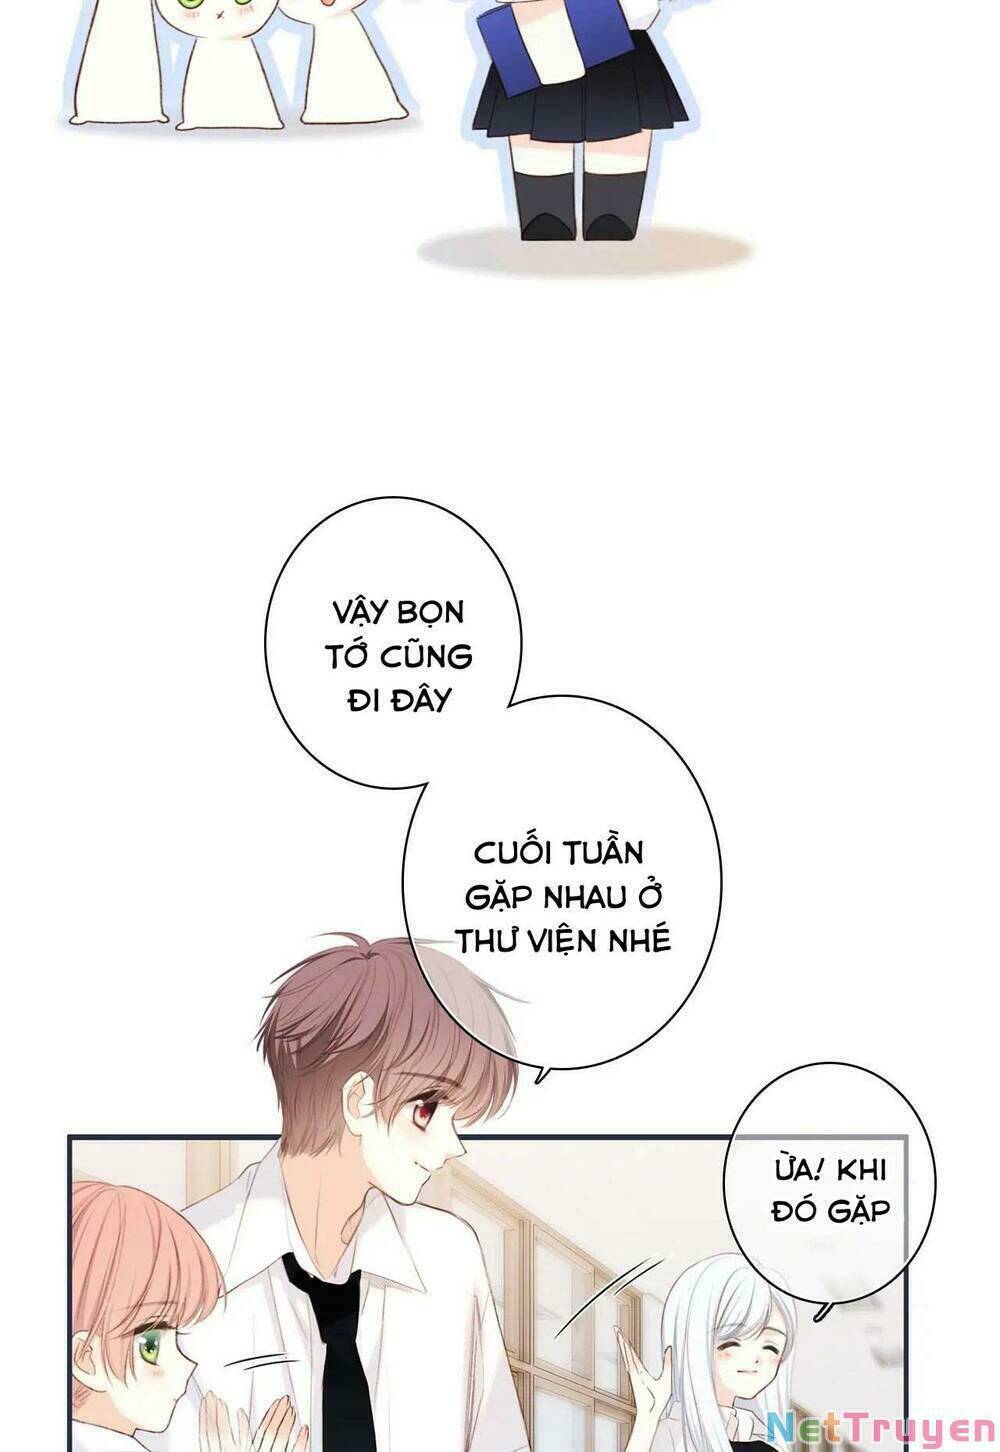 VẬY BỌN
TỚ CŨNG
ĐI ĐÂY
CUỐI TUẦN
GẶP NHAU Ở
THƯ VIỆN NHÉ
ỪA! KHI
ĐÓ GẶP
NetTruyen